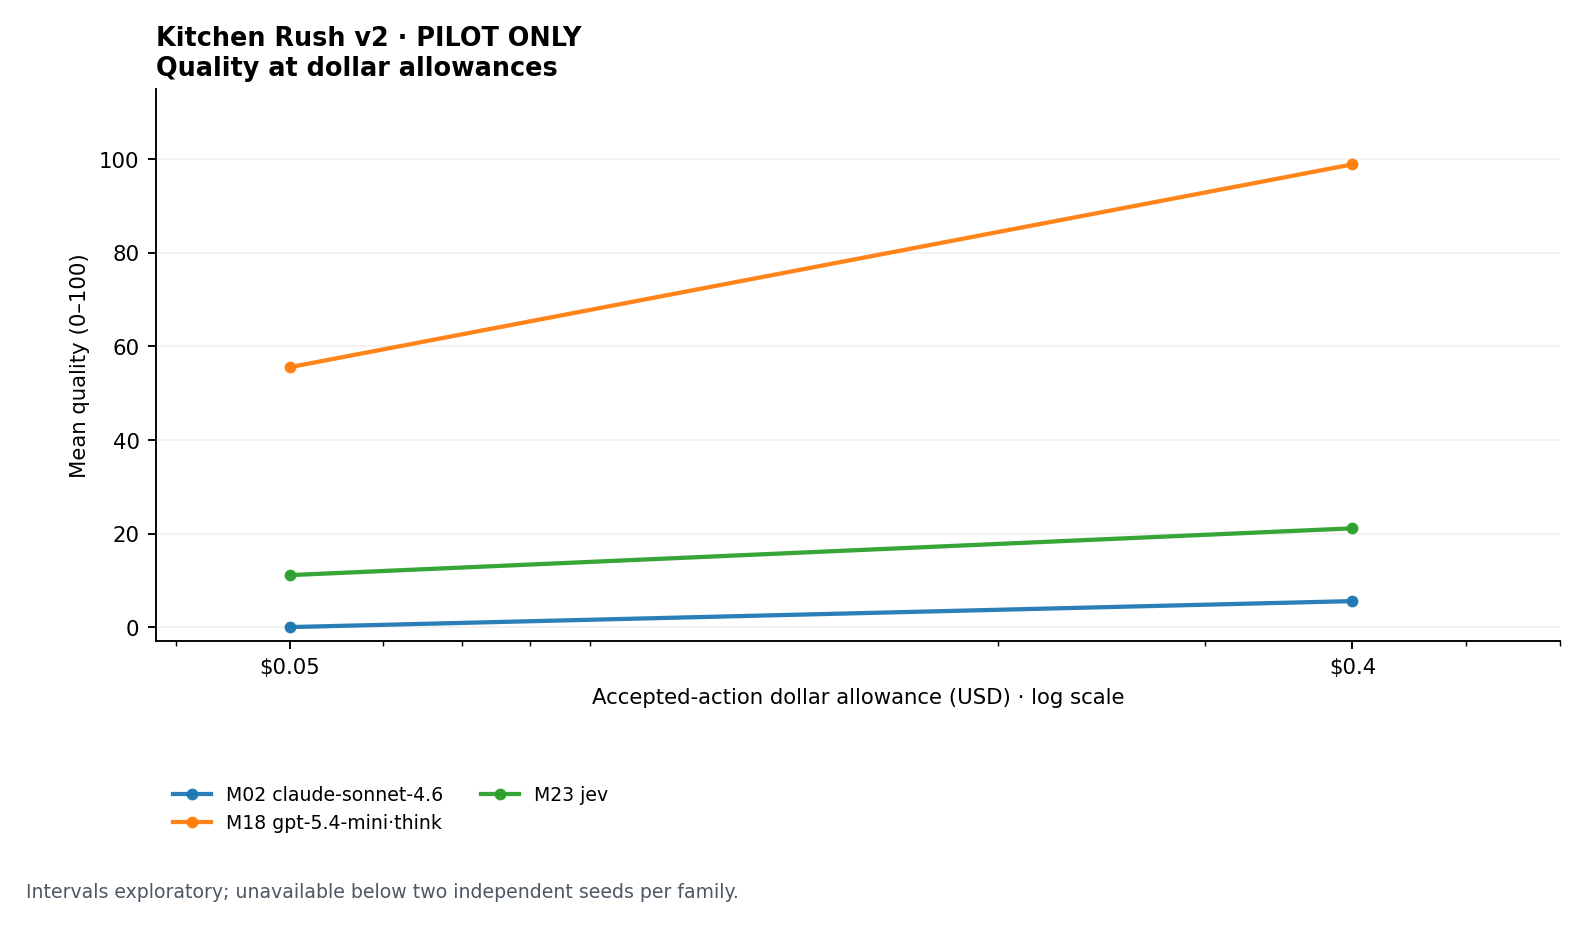 Kitchen Rush v2 · PILOT ONLY
Quality at dollar allowances
Mean quality (0–100)
100
80
60
40
20
0
$0.05
$0.4
Accepted-action dollar allowance (USD) · log scale
M02 claude-sonnet-4.6
M23 jev
M18 gpt-5.4-mini·think
Intervals exploratory; unavailable below two independent seeds per family.